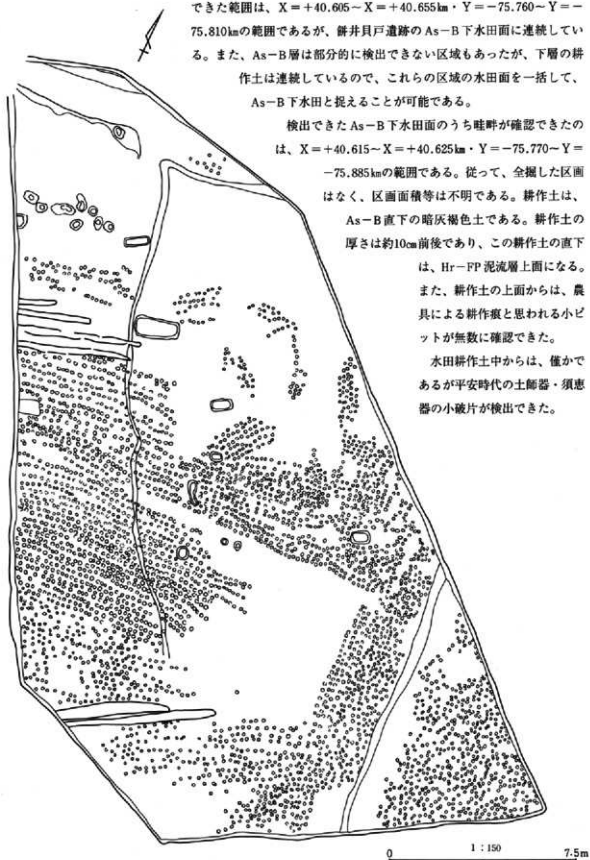 できた範囲は、X＝＋40.605～X＝＋40.655km・Y＝－75.760～Y＝－
75.810kmの範囲であるが、餅井貝戸遺跡のAs－B下水田面に連続してい
る。また、As－B層は部分的に検出できない区域もあったが、下層の耕
作土は連続しているので、これらの区域の水田面を一括して、
As－B下水田と捉えることが可能である。
検出できたAs－B下水田面のうち畦畔が確認できたの
は、X＝＋40.615～X＝＋40.625km・Y＝－75.770～Y＝
－75.885kmの範囲である。従って、全掘した区画
はなく、区画面積等は不明である。耕作土は、
As－B直下の暗灰褐色土である。耕作土の
厚さは約10cm前後であり、この耕作土の直下
は、Hr－FP泥流層上面になる。
また、耕作土の上面からは、農
具による耕作痕と思われる小ピ
ットが無数に確認できた。
水田耕作土中からは、僅かで
あるが平安時代の土師器・須恵
器の小破片が検出できた。
1：150
0 7.5m